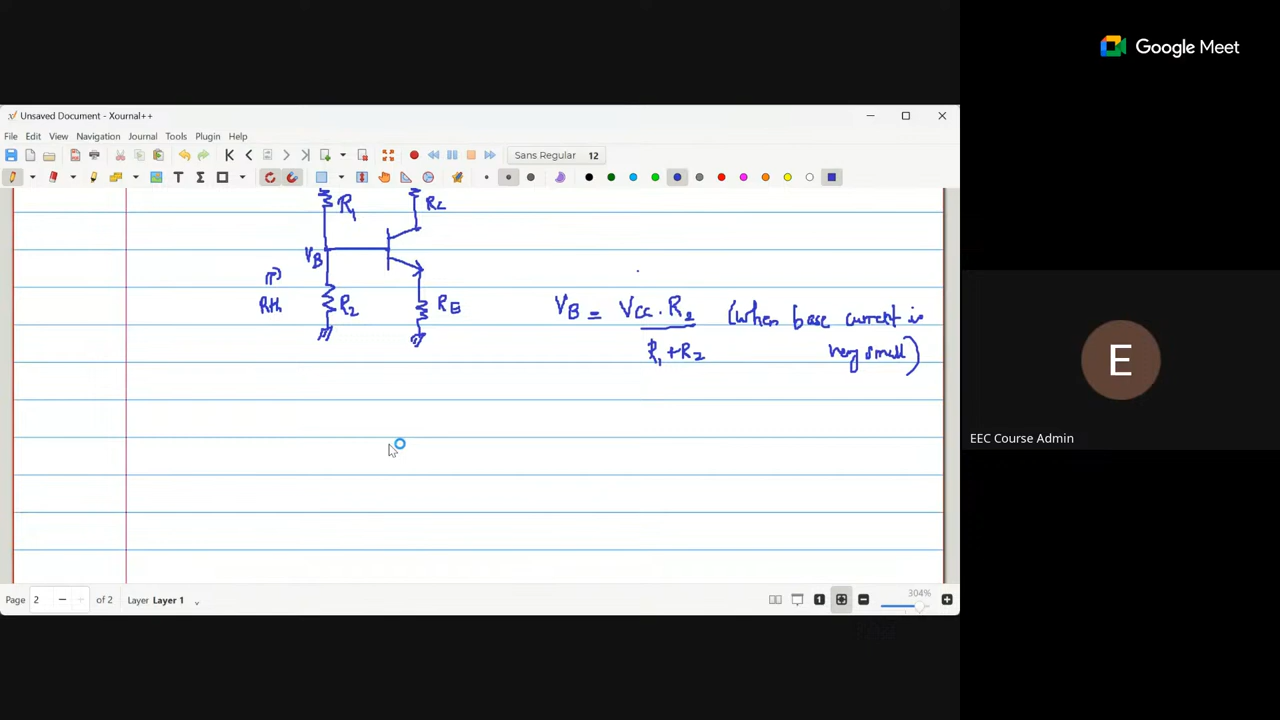 Google Meet
Unsaved Document - Xournal++
File Edit View Navigation Journal Tools Plugin Help
Sans Regular 12
R1 RC
VB
Rth R2 RE
VB = VCC . R2 (when base current is
R1 + R2 very small)
E
EEC Course Admin
Page 2 of 2 Layer Layer 1 304%